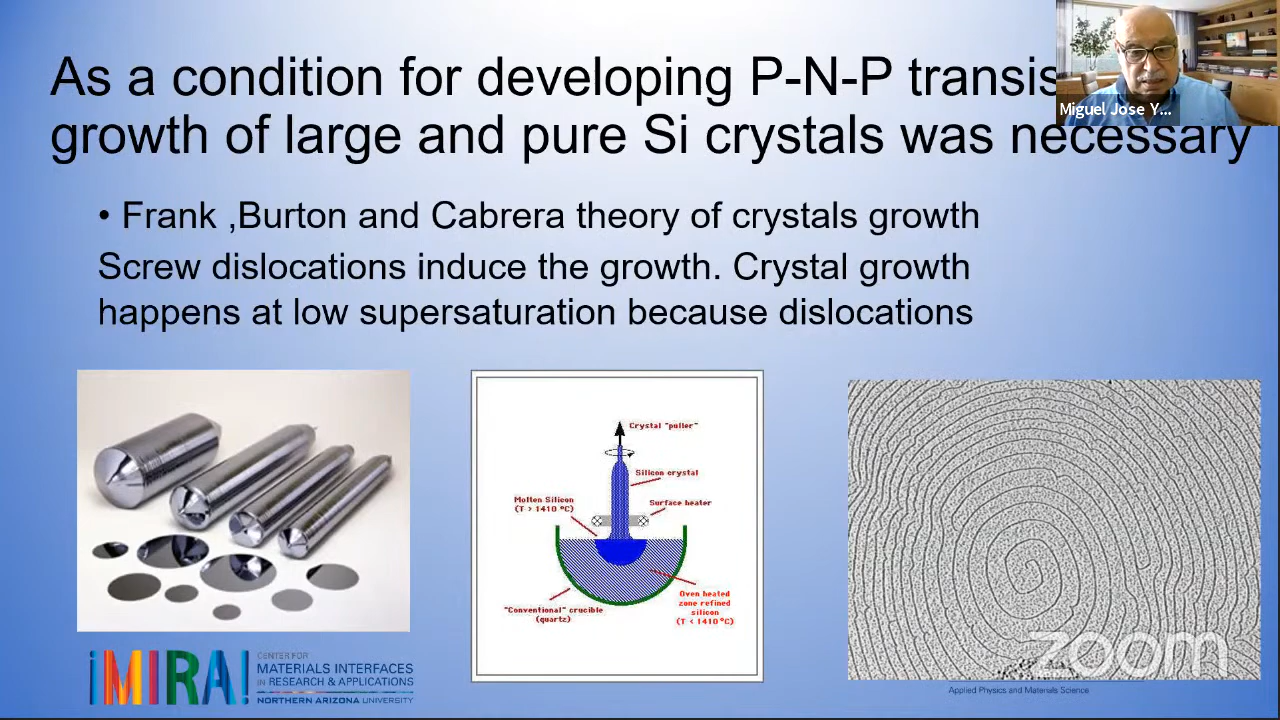 As a condition for developing P-N-P transis
growth of large and pure Si crystals was necessary
Miguel Jose Y...
• Frank ,Burton and Cabrera theory of crystals growth
Screw dislocations induce the growth. Crystal growth
happens at low supersaturation because dislocations
Crystal "puller"
Silicon crystal
Molten Silicon
(T > 1410 °C)
Surface heater
"Conventional" crucible
(quartz)
Oven heated
zone refined
silicon
(T < 1410 °C)
zoom
¡MIRA!
CENTER FOR
MATERIALS INTERFACES
IN RESEARCH & APPLICATIONS
NORTHERN ARIZONA UNIVERSITY
Applied Physics and Materials Science